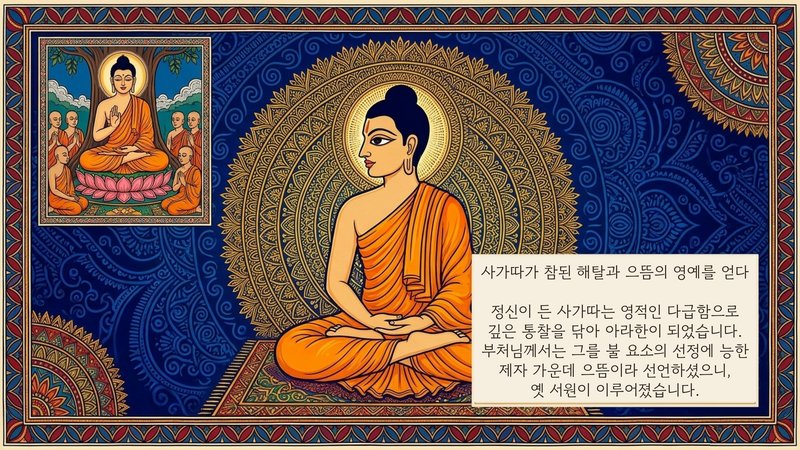 사가따가 참된 해탈과 으뜸의 영예를 얻다
정신이 든 사가따는 영적인 다급함으로
깊은 통찰을 닦아 아라한이 되었습니다.
부처님께서는 그를 불 요소의 선정에 능한
제자 가운데 으뜸이라 선언하셨으니,
옛 서원이 이루어졌습니다.